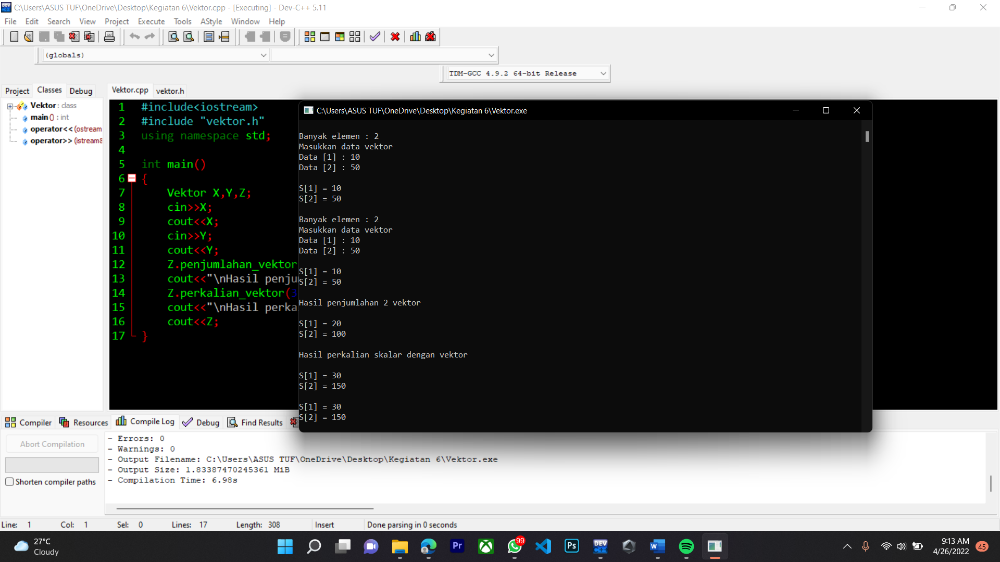 C:\Users\ASUS TUF\OneDrive\Desktop\Kegiatan 6\Vektor.cpp - [Executing] - Dev-C++ 5.11
File Edit Search View Project Execute Tools AStyle Window Help
(globals)
TDM-GCC 4.9.2 64-bit Release
Project Classes Debug
Vektor : class
main () : int
operator<< (ostream
operator>> (istream&
Vektor.cpp vektor.h
1 #include<iostream>
2 #include "vektor.h"
3 using namespace std;
4
5 int main()
6 {
7 Vektor X,Y,Z;
8 cin>>X;
9 cout<<X;
10 cin>>Y;
11 cout<<Y;
12 Z.penjumlahan_vektor
13 cout<<"\nHasil penju
14 Z.perkalian_vektor(3
15 cout<<"\nHasil perka
16 cout<<Z;
17 }
C:\Users\ASUS TUF\OneDrive\Desktop\Kegiatan 6\Vektor.exe
Banyak elemen : 2
Masukkan data vektor
Data [1] : 10
Data [2] : 50
S[1] = 10
S[2] = 50
Banyak elemen : 2
Masukkan data vektor
Data [1] : 10
Data [2] : 50
S[1] = 10
S[2] = 50
Hasil penjumlahan 2 vektor
S[1] = 20
S[2] = 100
Hasil perkalian skalar dengan vektor
S[1] = 30
S[2] = 150
S[1] = 30
S[2] = 150
Compiler Resources Compile Log Debug Find Results
Abort Compilation
Shorten compiler paths
- Errors: 0
- Warnings: 0
- Output Filename: C:\Users\ASUS TUF\OneDrive\Desktop\Kegiatan 6\Vektor.exe
- Output Size: 1.83387470245361 MiB
- Compilation Time: 6.98s
Line: 1 Col: 1 Sel: 0 Lines: 17 Length: 308 Insert Done parsing in 0 seconds
27°C
Cloudy
Pr
99
Ps
DEV
W
9:13 AM
4/26/2022
45